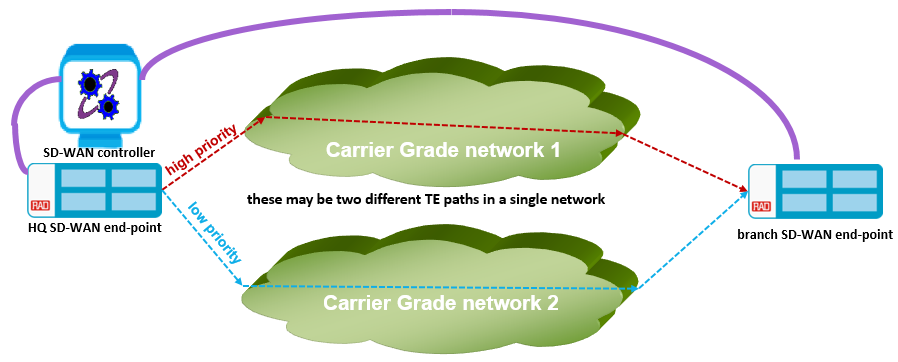 SD-WAN controller
RAD
HQ SD-WAN end-point
high priority
Carrier Grade network 1
these may be two different TE paths in a single network
low priority
Carrier Grade network 2
RAD
branch SD-WAN end-point